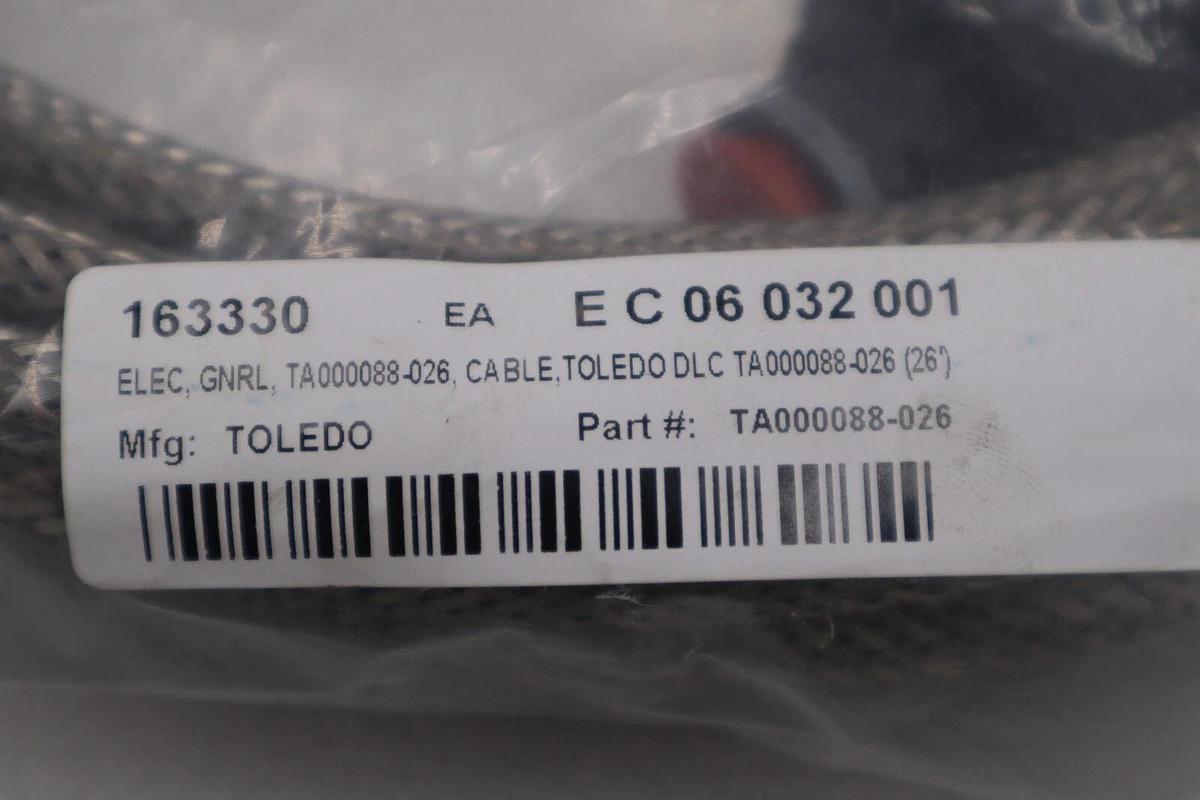 163330 EA E C 06 032 001
ELEC, GNRL, TA000088-026, CABLE,TOLEDO DLC TA000088-026 (26')
Mfg: TOLEDO Part #: TA000088-026